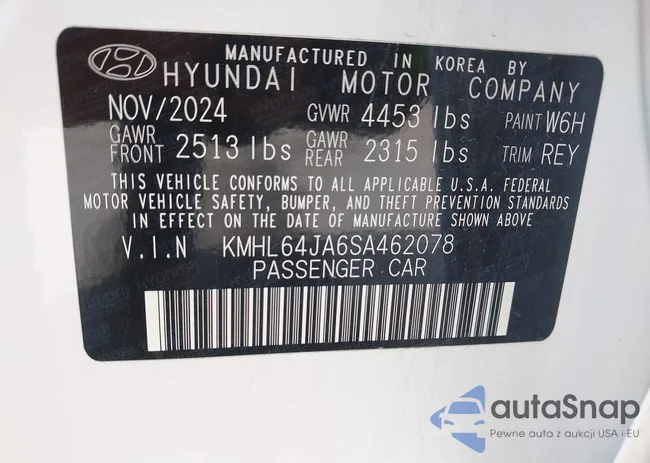 MANUFACTURED IN KOREA BY
HYUNDAI MOTOR COMPANY
NOV/2024 GVWR 4453 lbs PAINT W6H
GAWR FRONT 2513 lbs GAWR REAR 2315 lbs TRIM REY
THIS VEHICLE CONFORMS TO ALL APPLICABLE U.S.A. FEDERAL
MOTOR VEHICLE SAFETY, BUMPER, AND THEFT PREVENTION STANDARDS
IN EFFECT ON THE DATE OF MANUFACTURE SHOWN ABOVE
V.I.N KMHL64JA6SA462078
PASSENGER CAR
autaSnap
Pewne auta z aukcji USA i EU